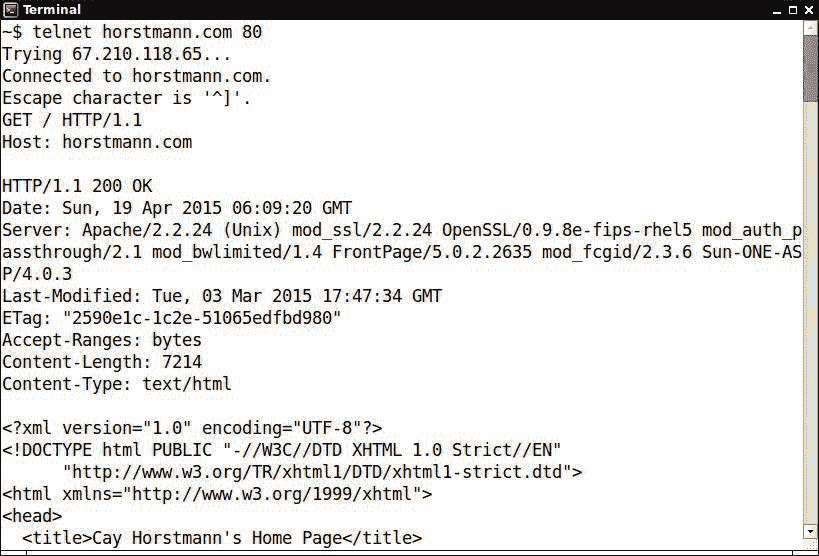 Terminal
~$ telnet horstmann.com 80
Trying 67.210.118.65...
Connected to horstmann.com.
Escape character is '^]'.
GET / HTTP/1.1
Host: horstmann.com
HTTP/1.1 200 OK
Date: Sun, 19 Apr 2015 06:09:20 GMT
Server: Apache/2.2.24 (Unix) mod_ssl/2.2.24 OpenSSL/0.9.8e-fips-rhel5 mod_auth_p
assthrough/2.1 mod_bwlimited/1.4 FrontPage/5.0.2.2635 mod_fcgid/2.3.6 Sun-ONE-AS
P/4.0.3
Last-Modified: Tue, 03 Mar 2015 17:47:34 GMT
ETag: "2590e1c-1c2e-51065edfbd980"
Accept-Ranges: bytes
Content-Length: 7214
Content-Type: text/html
<?xml version="1.0" encoding="UTF-8"?>
<!DOCTYPE html PUBLIC "-//W3C//DTD XHTML 1.0 Strict//EN"
      "http://www.w3.org/TR/xhtml1/DTD/xhtml1-strict.dtd">
<html xmlns="http://www.w3.org/1999/xhtml">
<head>
  <title>Cay Horstmann's Home Page</title>